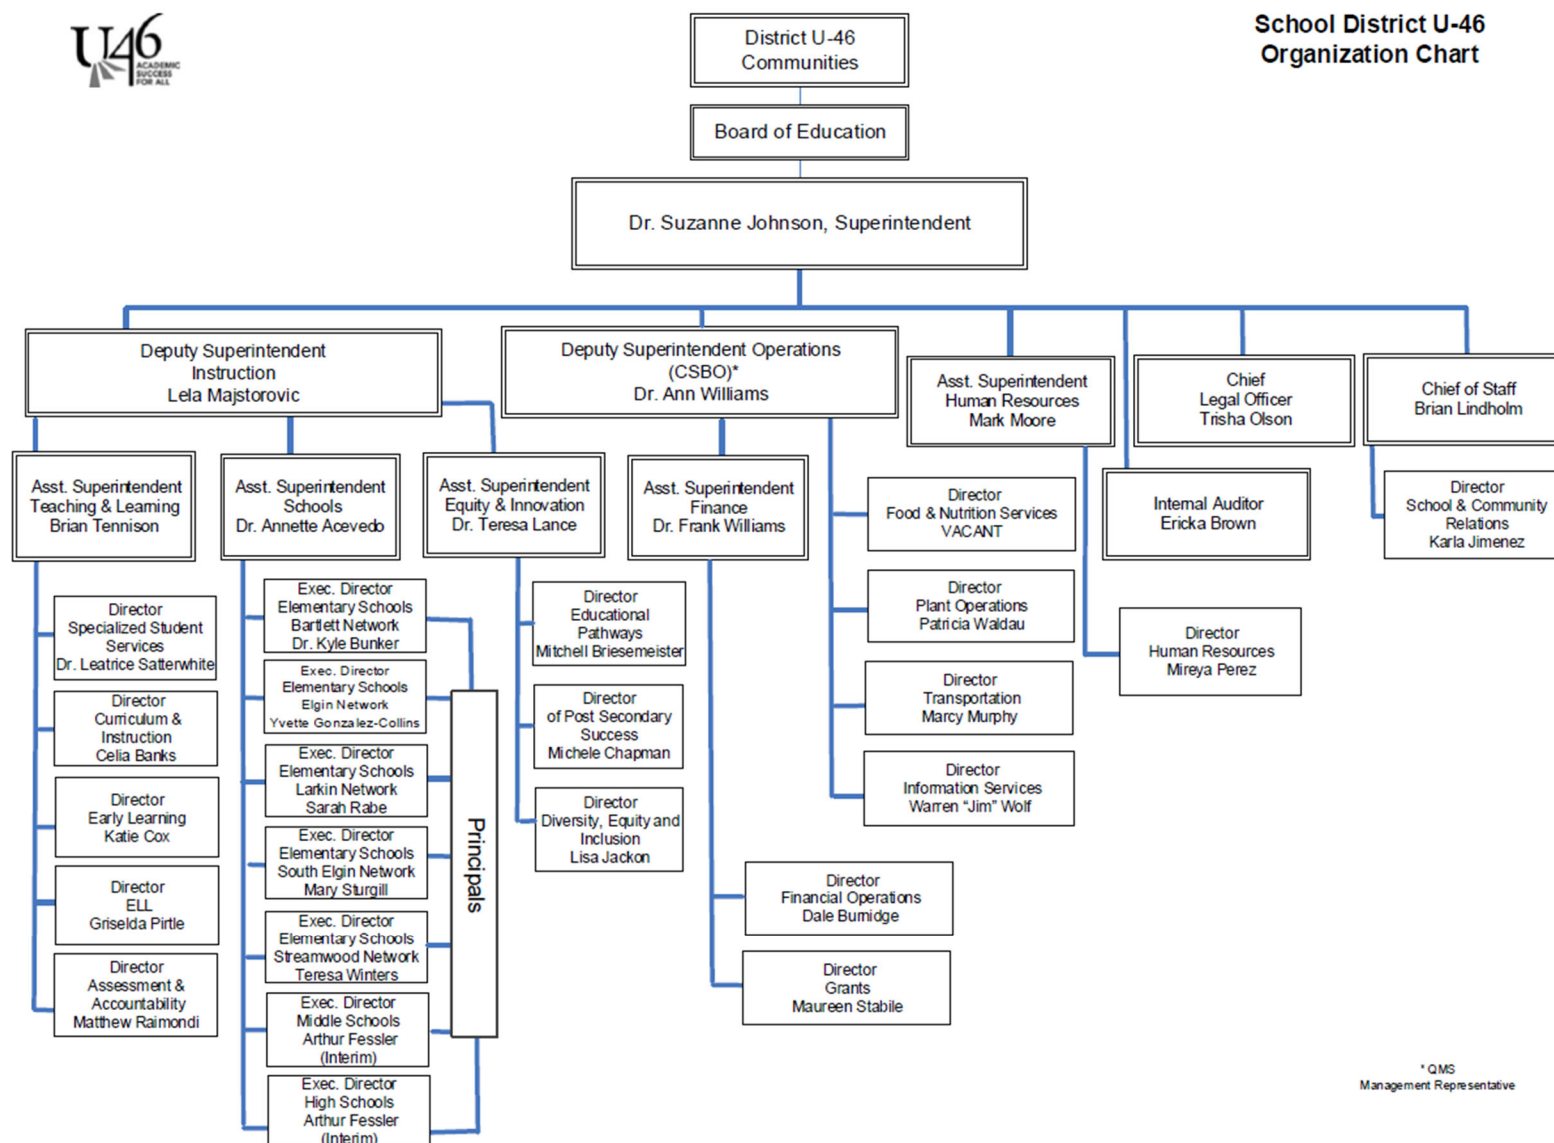 U46
ACADEMIC
SUCCESS
FOR ALL
School District U-46
Organization Chart
District U-46
Communities
Board of Education
Dr. Suzanne Johnson, Superintendent
Deputy Superintendent
Instruction
Lela Majstorovic
Deputy Superintendent Operations
(CSBO)*
Dr. Ann Williams
Asst. Superintendent
Human Resources
Mark Moore
Chief
Legal Officer
Trisha Olson
Chief of Staff
Brian Lindholm
Asst. Superintendent
Teaching & Learning
Brian Tennison
Asst. Superintendent
Schools
Dr. Annette Acevedo
Asst. Superintendent
Equity & Innovation
Dr. Teresa Lance
Asst. Superintendent
Finance
Dr. Frank Williams
Director
Food & Nutrition Services
VACANT
Internal Auditor
Ericka Brown
Director
School & Community
Relations
Karla Jimenez
Director
Specialized Student
Services
Dr. Leatrice Satterwhite
Director
Curriculum &
Instruction
Celia Banks
Director
Early Learning
Katie Cox
Director
ELL
Griselda Pirtle
Director
Assessment &
Accountability
Matthew Raimondi
Exec. Director
Elementary Schools
Bartlett Network
Dr. Kyle Bunker
Exec. Director
Elementary Schools
Elgin Network
Yvette Gonzalez-Collins
Exec. Director
Elementary Schools
Larkin Network
Sarah Rabe
Exec. Director
Elementary Schools
South Elgin Network
Mary Sturgill
Exec. Director
Elementary Schools
Streamwood Network
Teresa Winters
Exec. Director
Middle Schools
Arthur Fessler
(Interim)
Exec. Director
High Schools
Arthur Fessler
(Interim)
Principals
Director
Educational
Pathways
Mitchell Briesemeister
Director
of Post Secondary
Success
Michele Chapman
Director
Diversity, Equity and
Inclusion
Lisa Jackon
Director
Plant Operations
Patricia Waldau
Director
Transportation
Marcy Murphy
Director
Information Services
Warren “Jim” Wolf
Director
Human Resources
Mireya Perez
Director
Financial Operations
Dale Burnidge
Director
Grants
Maureen Stabile
* QMS
Management Representative